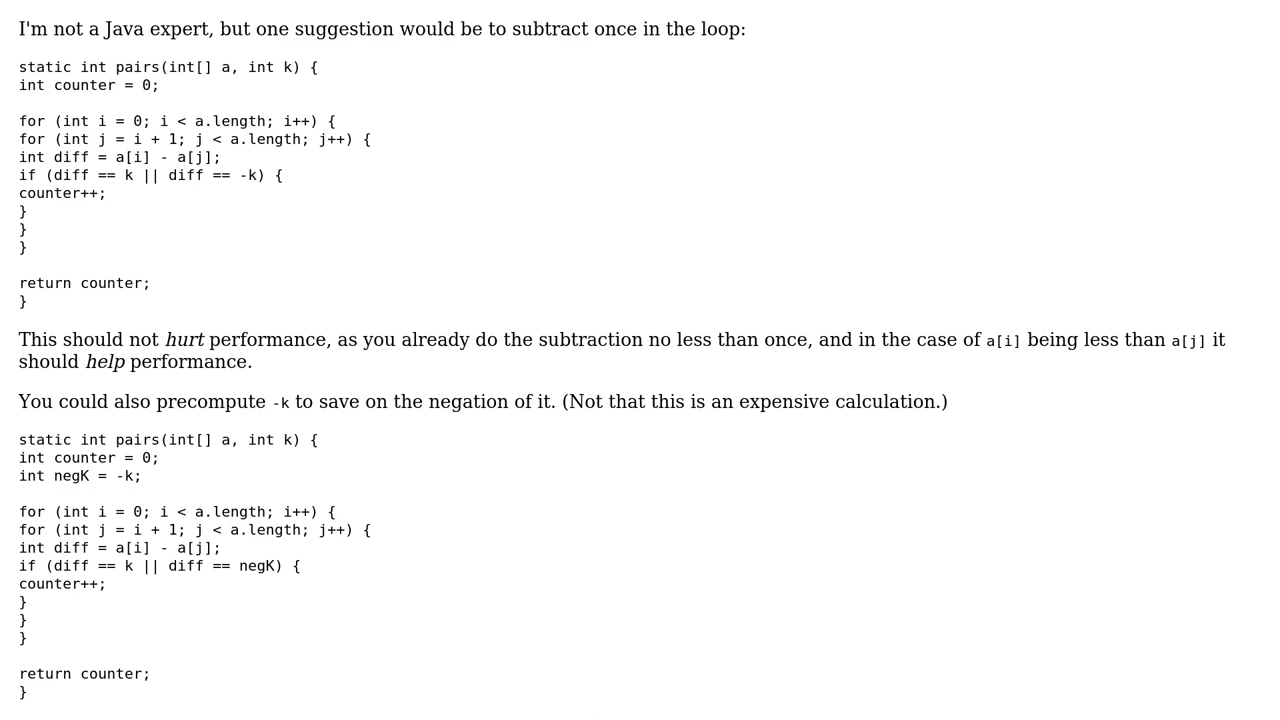 I'm not a Java expert, but one suggestion would be to subtract once in the loop:
static int pairs(int[] a, int k) {
int counter = 0;
for (int i = 0; i < a.length; i++) {
for (int j = i + 1; j < a.length; j++) {
int diff = a[i] - a[j];
if (diff == k || diff == -k) {
counter++;
}
}
}
return counter;
}
This should not hurt performance, as you already do the subtraction no less than once, and in the case of a[i] being less than a[j] it
should help performance.
You could also precompute -k to save on the negation of it. (Not that this is an expensive calculation.)
static int pairs(int[] a, int k) {
int counter = 0;
int negK = -k;
for (int i = 0; i < a.length; i++) {
for (int j = i + 1; j < a.length; j++) {
int diff = a[i] - a[j];
if (diff == k || diff == negK) {
counter++;
}
}
}
return counter;
}